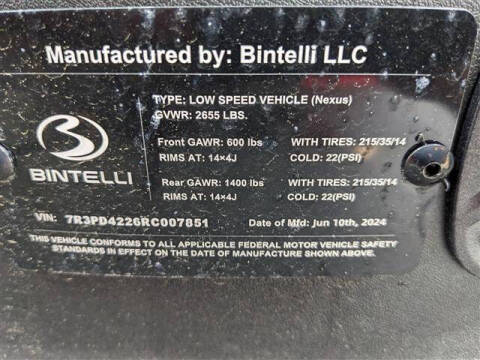 Manufactured by: Bintelli LLC
TYPE: LOW SPEED VEHICLE (Nexus)
GVWR: 2655 LBS.
Front GAWR: 600 lbs WITH TIRES: 215/35/14
RIMS AT: 14×4J COLD: 22(PSI)
BINTELLI
Rear GAWR: 1400 lbs WITH TIRES: 215/35/14
RIMS AT: 14×4J COLD: 22(PSI)
VIN: 7R3PD4226RC007851 Date of Mfd: Jun 10th, 2024
THIS VEHICLE CONFORMS TO ALL APPLICABLE FEDERAL MOTOR VEHICLE SAFETY
STANDARDS IN EFFECT ON THE DATE OF MANUFACTURE SHOWN ABOVE.